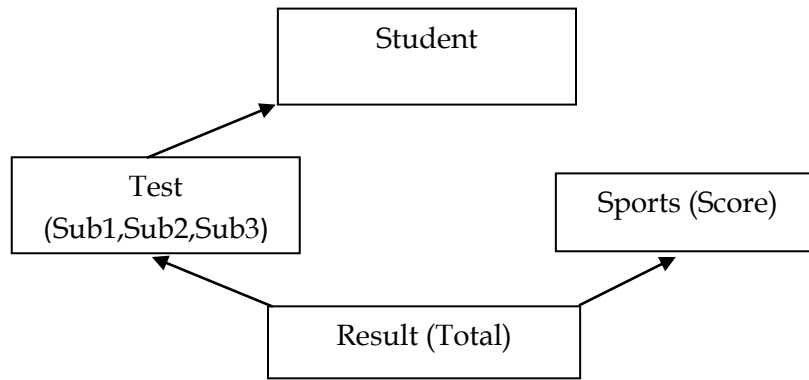 Student
Test
(Sub1,Sub2,Sub3)
Sports (Score)
Result (Total)